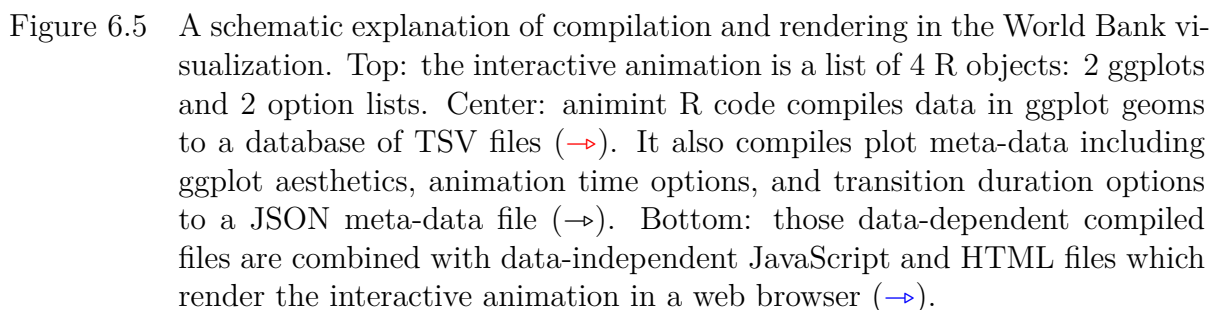 Figure 6.5 A schematic explanation of compilation and rendering in the World Bank vi-
sualization. Top: the interactive animation is a list of 4 R objects: 2 ggplots
and 2 option lists. Center: animint R code compiles data in ggplot geoms
to a database of TSV files (→). It also compiles plot meta-data including
ggplot aesthetics, animation time options, and transition duration options
to a JSON meta-data file (→). Bottom: those data-dependent compiled
files are combined with data-independent JavaScript and HTML files which
render the interactive animation in a web browser (→).